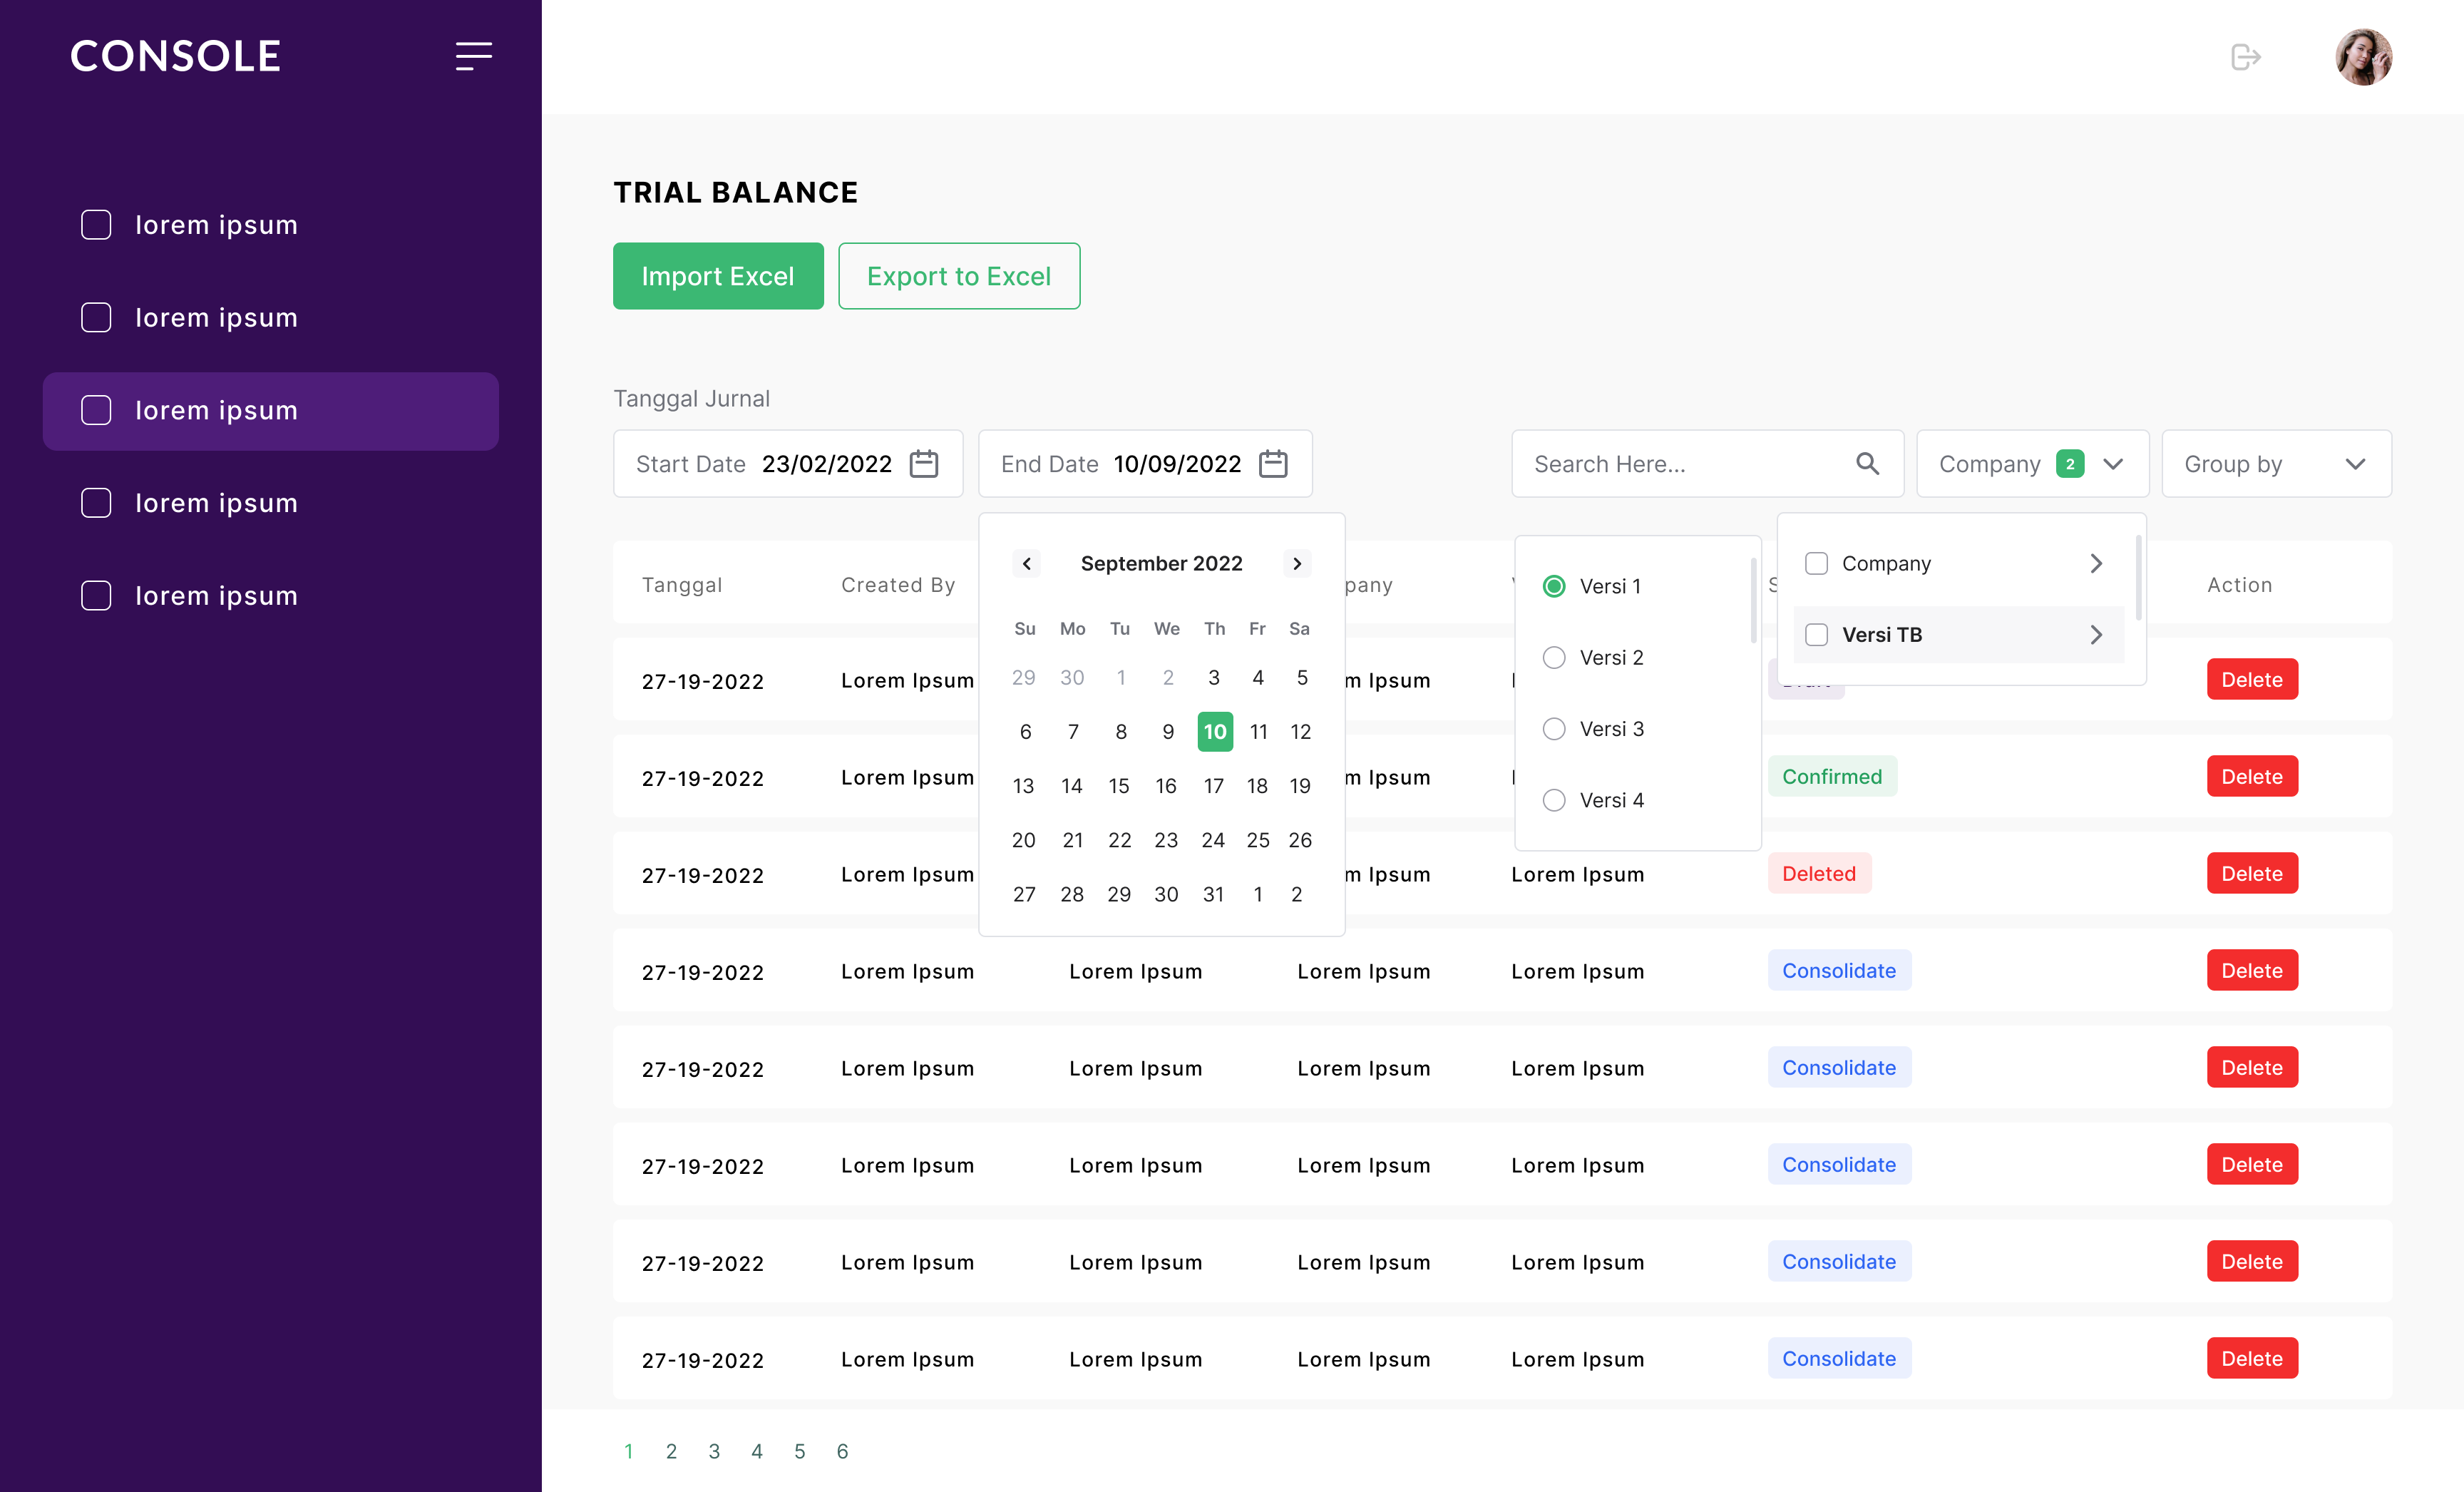 CONSOLE
lorem ipsum
lorem ipsum
lorem ipsum
lorem ipsum
lorem ipsum
TRIAL BALANCE
Import Excel
Export to Excel
Tanggal Jurnal
Start Date 23/02/2022
End Date 10/09/2022
Search Here...
Company 2
Group by
September 2022
Su Mo Tu We Th Fr Sa
29 30 1 2 3 4 5
6 7 8 9 10 11 12
13 14 15 16 17 18 19
20 21 22 23 24 25 26
27 28 29 30 31 1 2
Versi 1
Versi 2
Versi 3
Versi 4
Company
Versi TB
Tanggal Created By Action
27-19-2022 Lorem Ipsum Ipsum Delete
27-19-2022 Lorem Ipsum Ipsum Confirmed Delete
27-19-2022 Lorem Ipsum Ipsum Lorem Ipsum Deleted Delete
27-19-2022 Lorem Ipsum Lorem Ipsum Lorem Ipsum Lorem Ipsum Consolidate Delete
27-19-2022 Lorem Ipsum Lorem Ipsum Lorem Ipsum Lorem Ipsum Consolidate Delete
27-19-2022 Lorem Ipsum Lorem Ipsum Lorem Ipsum Lorem Ipsum Consolidate Delete
27-19-2022 Lorem Ipsum Lorem Ipsum Lorem Ipsum Lorem Ipsum Consolidate Delete
27-19-2022 Lorem Ipsum Lorem Ipsum Lorem Ipsum Lorem Ipsum Consolidate Delete
1 2 3 4 5 6